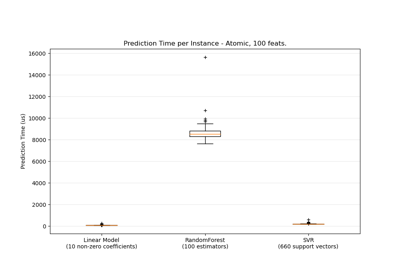 Prediction Time per Instance - Atomic, 100 feats.
Prediction Time (us)
16000
14000
12000
10000
8000
6000
4000
2000
0
Linear Model
(10 non-zero coefficients)
RandomForest
(100 estimators)
SVR
(660 support vectors)